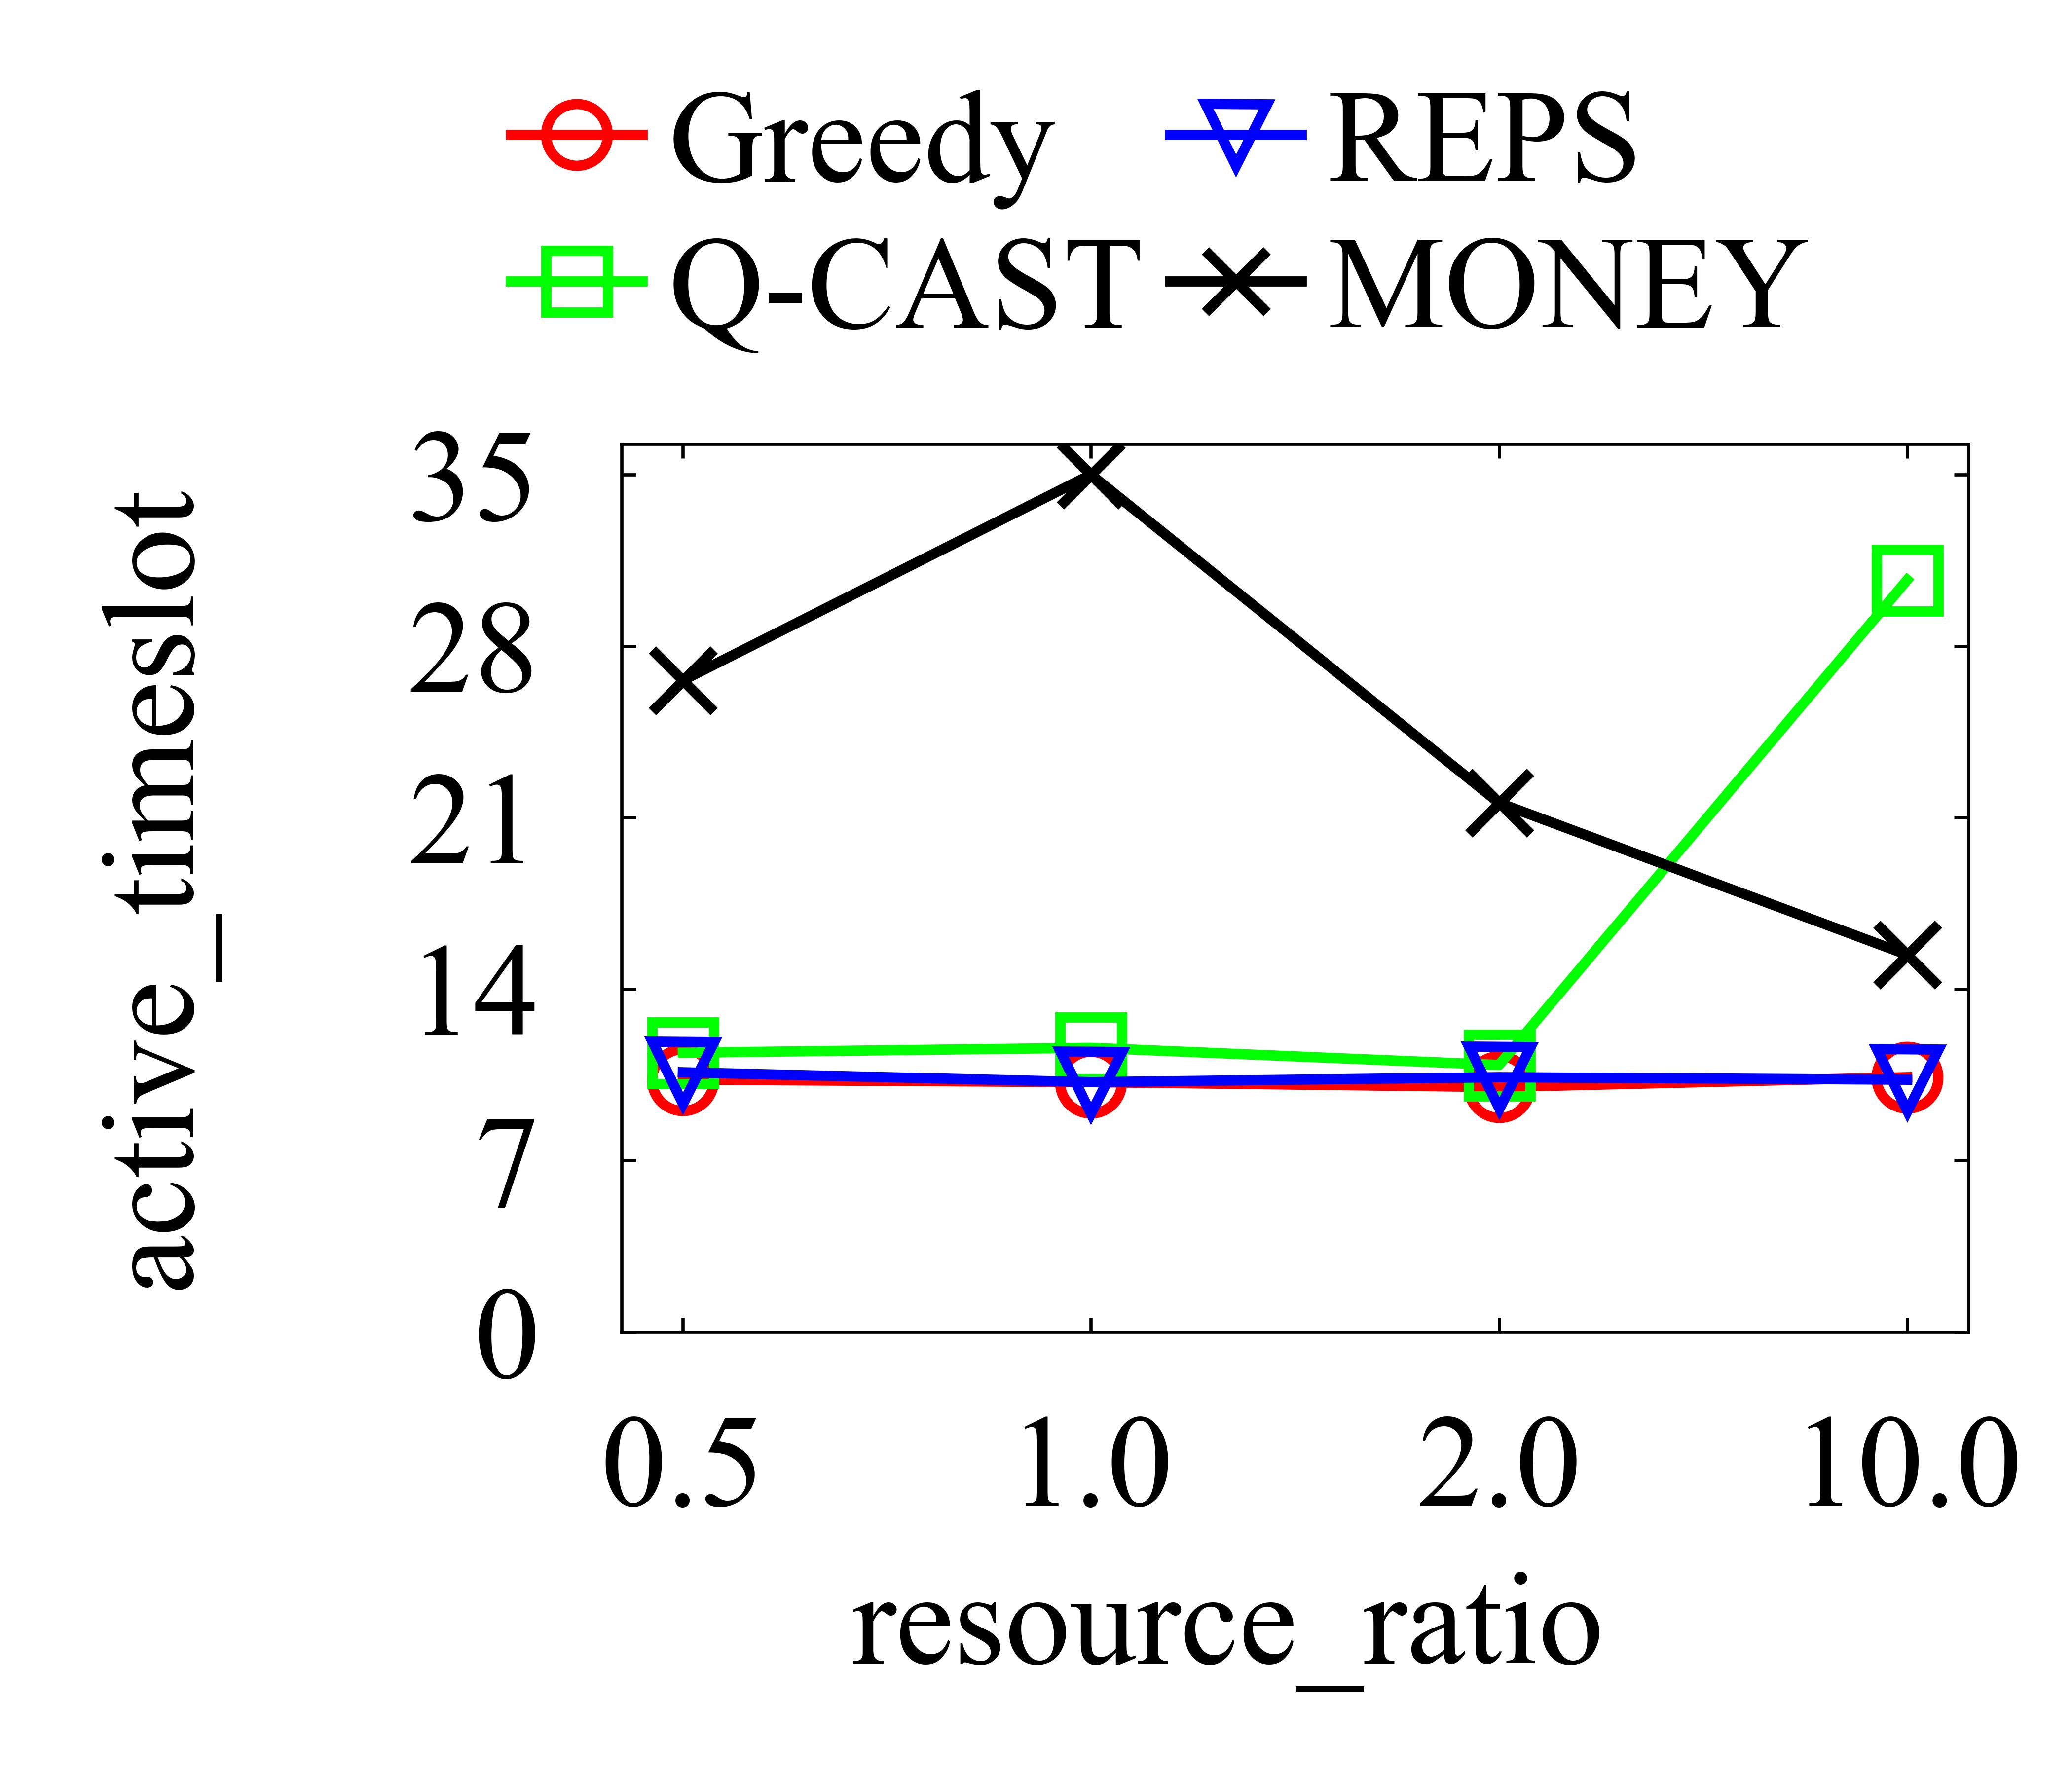 Greedy REPS
Q-CAST MONEY
active_timeslot
35
28
21
14
7
0
0.5 1.0 2.0 10.0
resource_ratio